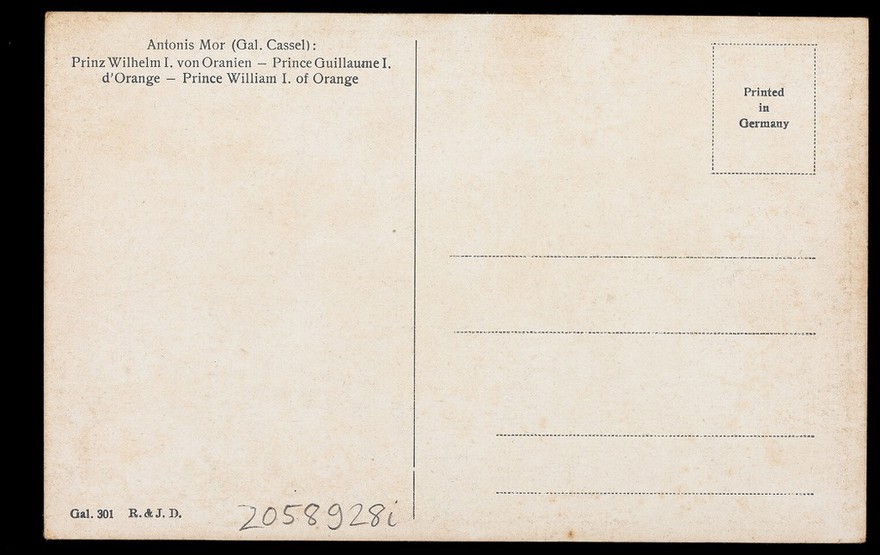 Antonis Mor (Gal. Cassel):
Prinz Wilhelm I. von Oranien — Prince Guillaume I.
d'Orange — Prince William I. of Orange
Printed
in
Germany
Gal. 301 R. & J. D.
2058928i